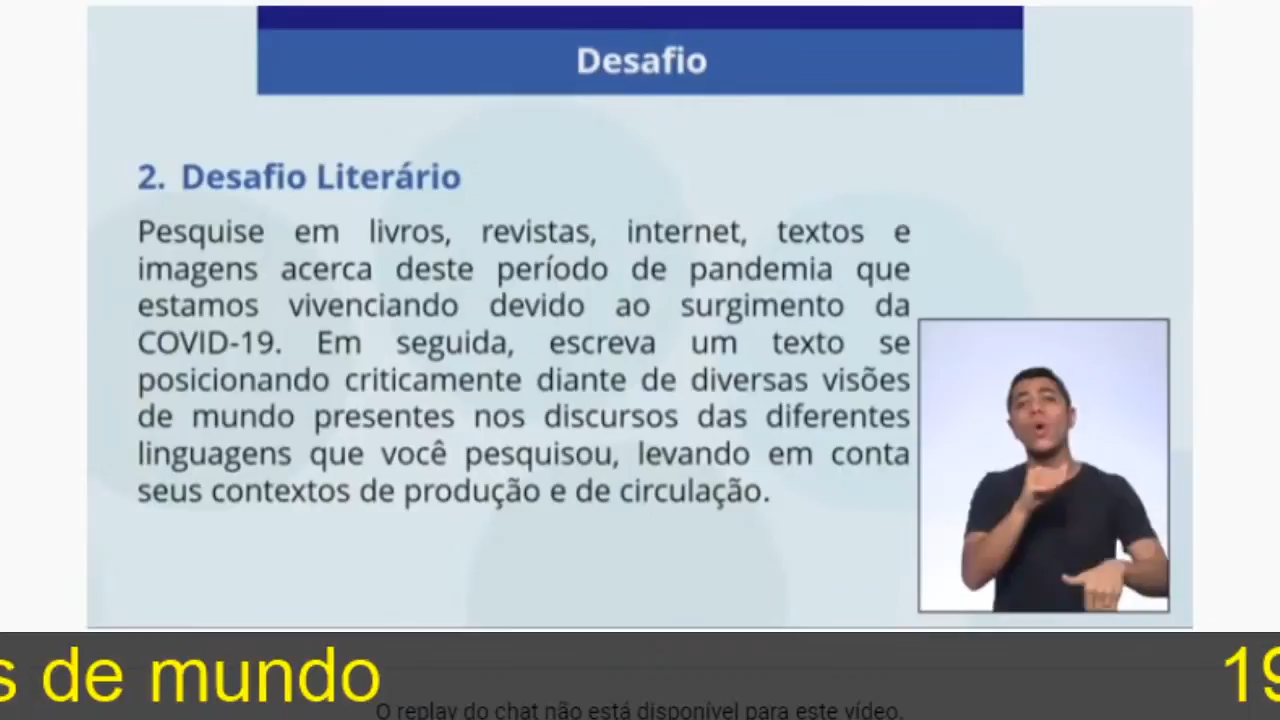 Desafio
2. Desafio Literário
Pesquise em livros, revistas, internet, textos e
imagens acerca deste período de pandemia que
estamos vivenciando devido ao surgimento da
COVID-19. Em seguida, escreva um texto se
posicionando criticamente diante de diversas visões
de mundo presentes nos discursos das diferentes
linguagens que você pesquisou, levando em conta
seus contextos de produção e de circulação.
s de mundo 19
O replay do chat não está disponível para este vídeo.